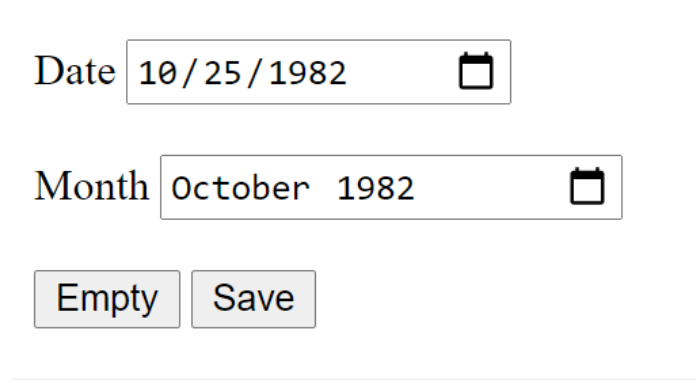 Date 10/25/1982
Month October 1982
Empty Save